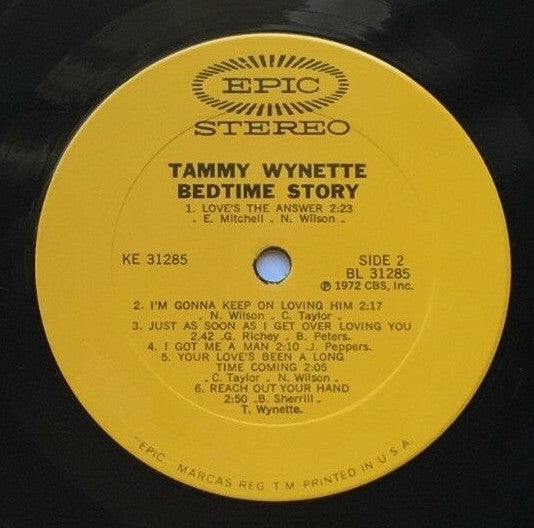 EPIC
STEREO
TAMMY WYNETTE
BEDTIME STORY
1. LOVE'S THE ANSWER 2:23
. E. Mitchell . N. Wilson .
KE 31285
SIDE 2
BL 31285
℗ 1972 CBS, Inc.
2. I'M GONNA KEEP ON LOVING HIM 2:17
. N. Wilson . C. Taylor .
3. JUST AS SOON AS I GET OVER LOVING YOU
2.42 .G. Richey . B. Peters.
4. I GOT ME A MAN 2:10 .J. Peppers.
5. YOUR LOVE'S BEEN A LONG
TIME COMING 2:05
. C. Taylor . N. Wilson .
6. REACH OUT YOUR HAND
2:50 .B. Sherrill .
T. Wynette.
"EPIC," MARCAS REG. T.M. PRINTED IN U.S.A.